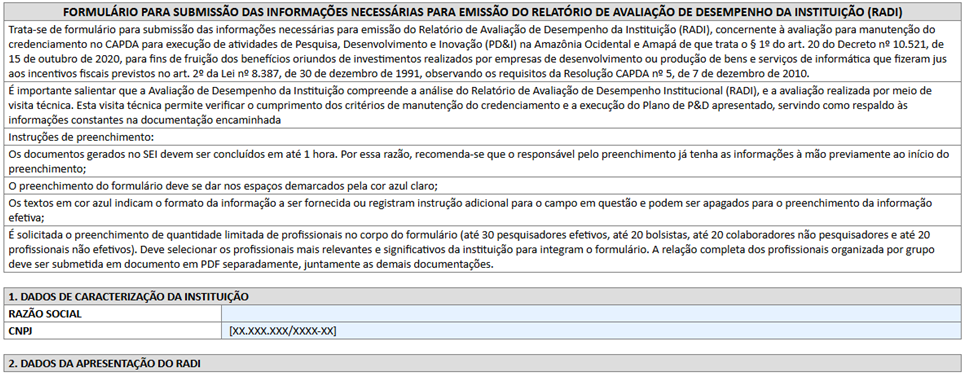 FORMULÁRIO PARA SUBMISSÃO DAS INFORMAÇÕES NECESSÁRIAS PARA EMISSÃO DO RELATÓRIO DE AVALIAÇÃO DE DESEMPENHO DA INSTITUIÇÃO (RADI)
Trata-se de formulário para submissão das informações necessárias para emissão do Relatório de Avaliação de Desempenho da Instituição (RADI), concernente à avaliação para manutenção do
credenciamento no CAPDA para execução de atividades de Pesquisa, Desenvolvimento e Inovação (PD&I) na Amazônia Ocidental e Amapá de que trata o § 1º do art. 20 do Decreto nº 10.521, de
15 de outubro de 2020, para fins de fruição dos benefícios oriundos de investimentos realizados por empresas de desenvolvimento ou produção de bens e serviços de informática que fizeram jus
aos incentivos fiscais previstos no art. 2º da Lei nº 8.387, de 30 de dezembro de 1991, observando os requisitos da Resolução CAPDA nº 5, de 7 de dezembro de 2010.
É importante salientar que a Avaliação de Desempenho da Instituição compreende a análise do Relatório de Avaliação de Desempenho Institucional (RADI), e a avaliação realizada por meio de
visita técnica. Esta visita técnica permite verificar o cumprimento dos critérios de manutenção do credenciamento e a execução do Plano de P&D apresentado, servindo como respaldo às
informações constantes na documentação encaminhada
Instruções de preenchimento:
Os documentos gerados no SEI devem ser concluídos em até 1 hora. Por essa razão, recomenda-se que o responsável pelo preenchimento já tenha as informações à mão previamente ao início do
preenchimento;
O preenchimento do formulário deve se dar nos espaços demarcados pela cor azul claro;
Os textos em cor azul indicam o formato da informação a ser fornecida ou registram instrução adicional para o campo em questão e podem ser apagados para o preenchimento da informação
efetiva;
É solicitada o preenchimento de quantidade limitada de profissionais no corpo do formulário (até 30 pesquisadores efetivos, até 20 bolsistas, até 20 colaboradores não pesquisadores e até 20
profissionais não efetivos). Deve selecionar os profissionais mais relevantes e significativos da instituição para integram o formulário. A relação completa dos profissionais organizada por grupo
deve ser submetida em documento em PDF separadamente, juntamente as demais documentações.
1. DADOS DE CARACTERIZAÇÃO DA INSTITUIÇÃO
RAZÃO SOCIAL
CNPJ [XX.XXX.XXX/XXXX-XX]
2. DADOS DA APRESENTAÇÃO DO RADI